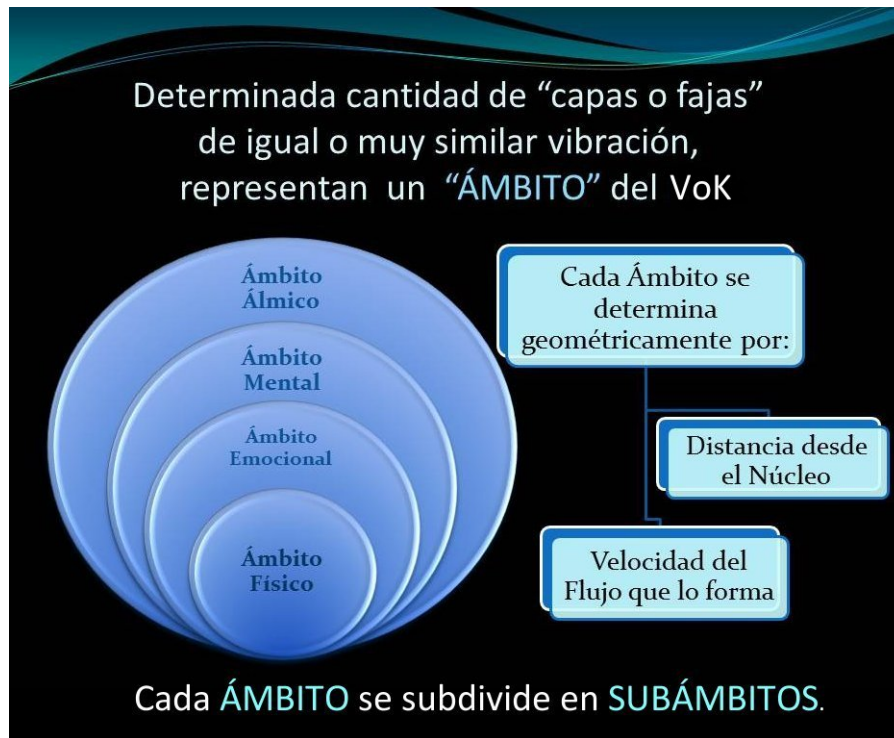 Determinada cantidad de “capas o fajas”
de igual o muy similar vibración,
representan un “ÁMBITO” del VoK
Ámbito
Álmico
Ámbito
Mental
Ámbito
Emocional
Ámbito
Físico
Cada Ámbito se
determina
geométricamente por:
Distancia desde
el Núcleo
Velocidad del
Flujo que lo forma
Cada ÁMBITO se subdivide en SUBÁMBITOS.